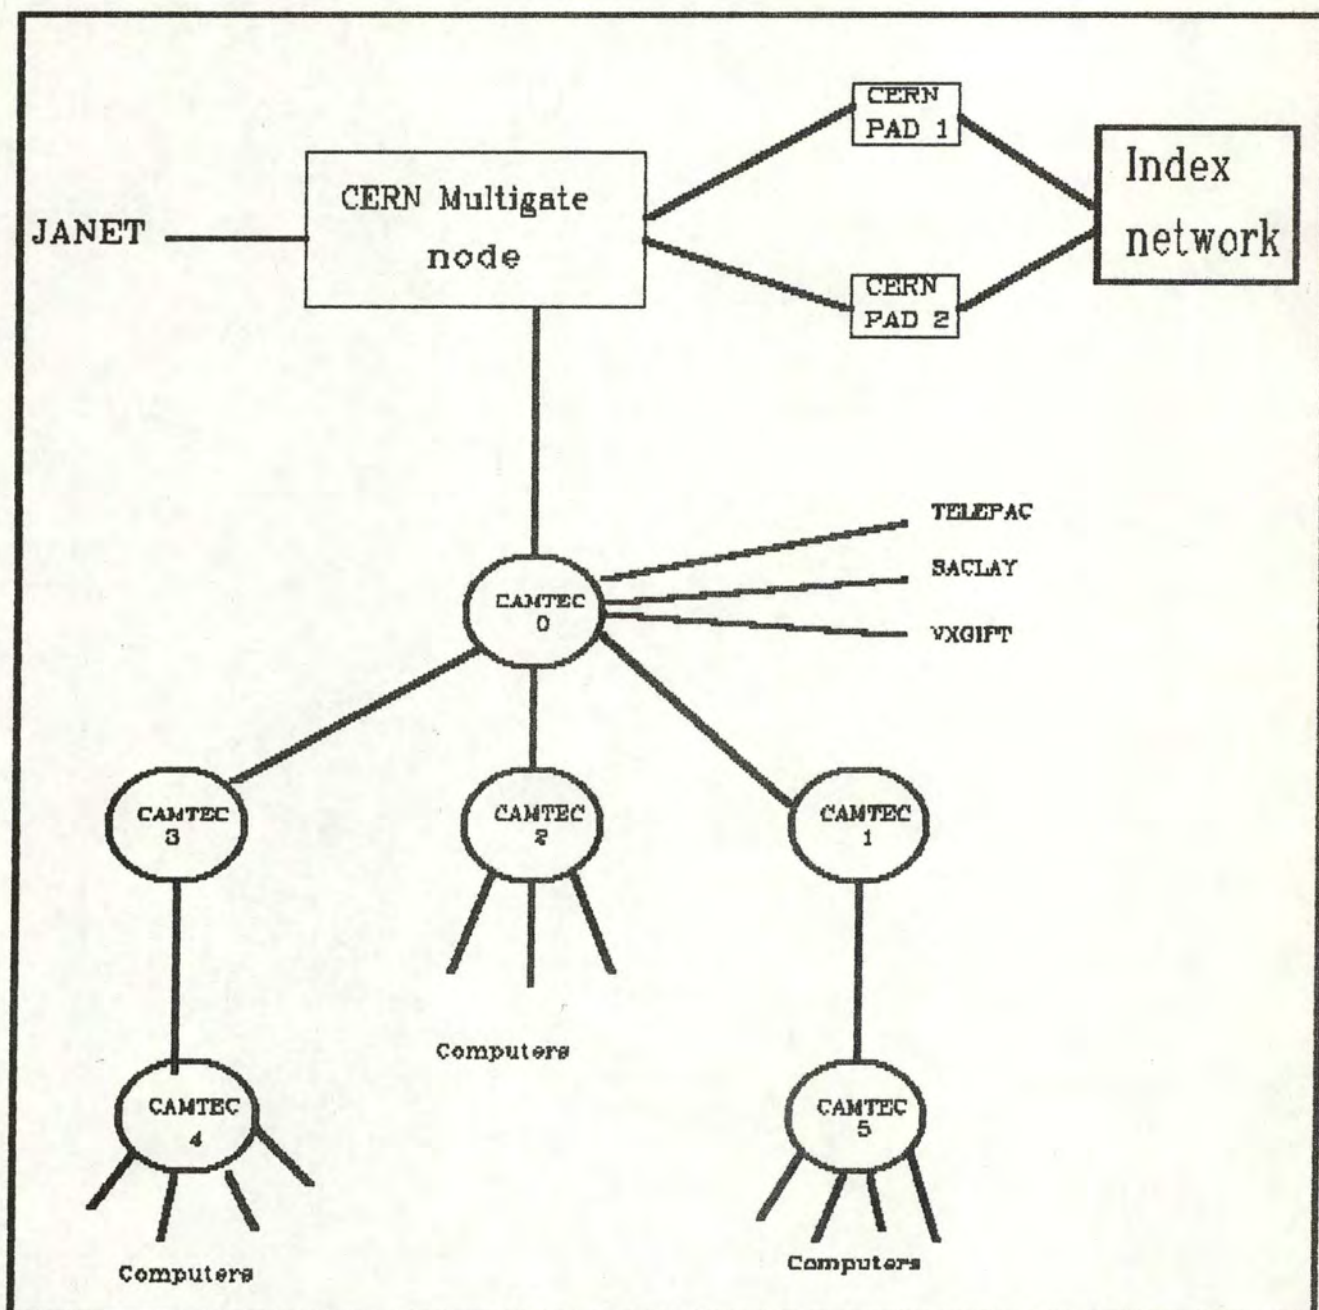 CERN
PAD 1
Index
network
CERN Multigate
node
JANET
CERN
PAD 2
TELEPAC
SACLAY
VXGIFT
CAMTEC
0
CAMTEC
3
CAMTEC
2
CAMTEC
1
Computers
CAMTEC
4
CAMTEC
5
Computers
Computers